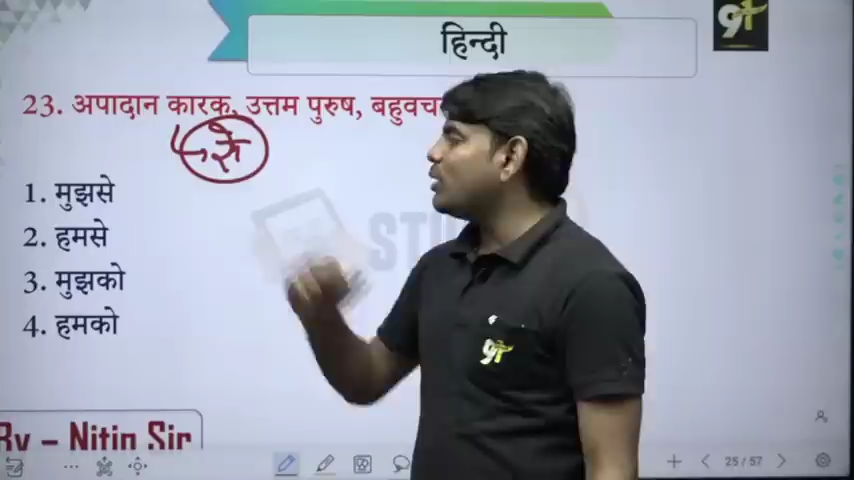 हिन्दी
23. अपादान कारक, उत्तम पुरुष, बहुवच
से
1. मुझसे
2. हमसे
3. मुझको
4. हमको
By – Nitin Sir
25 / 57